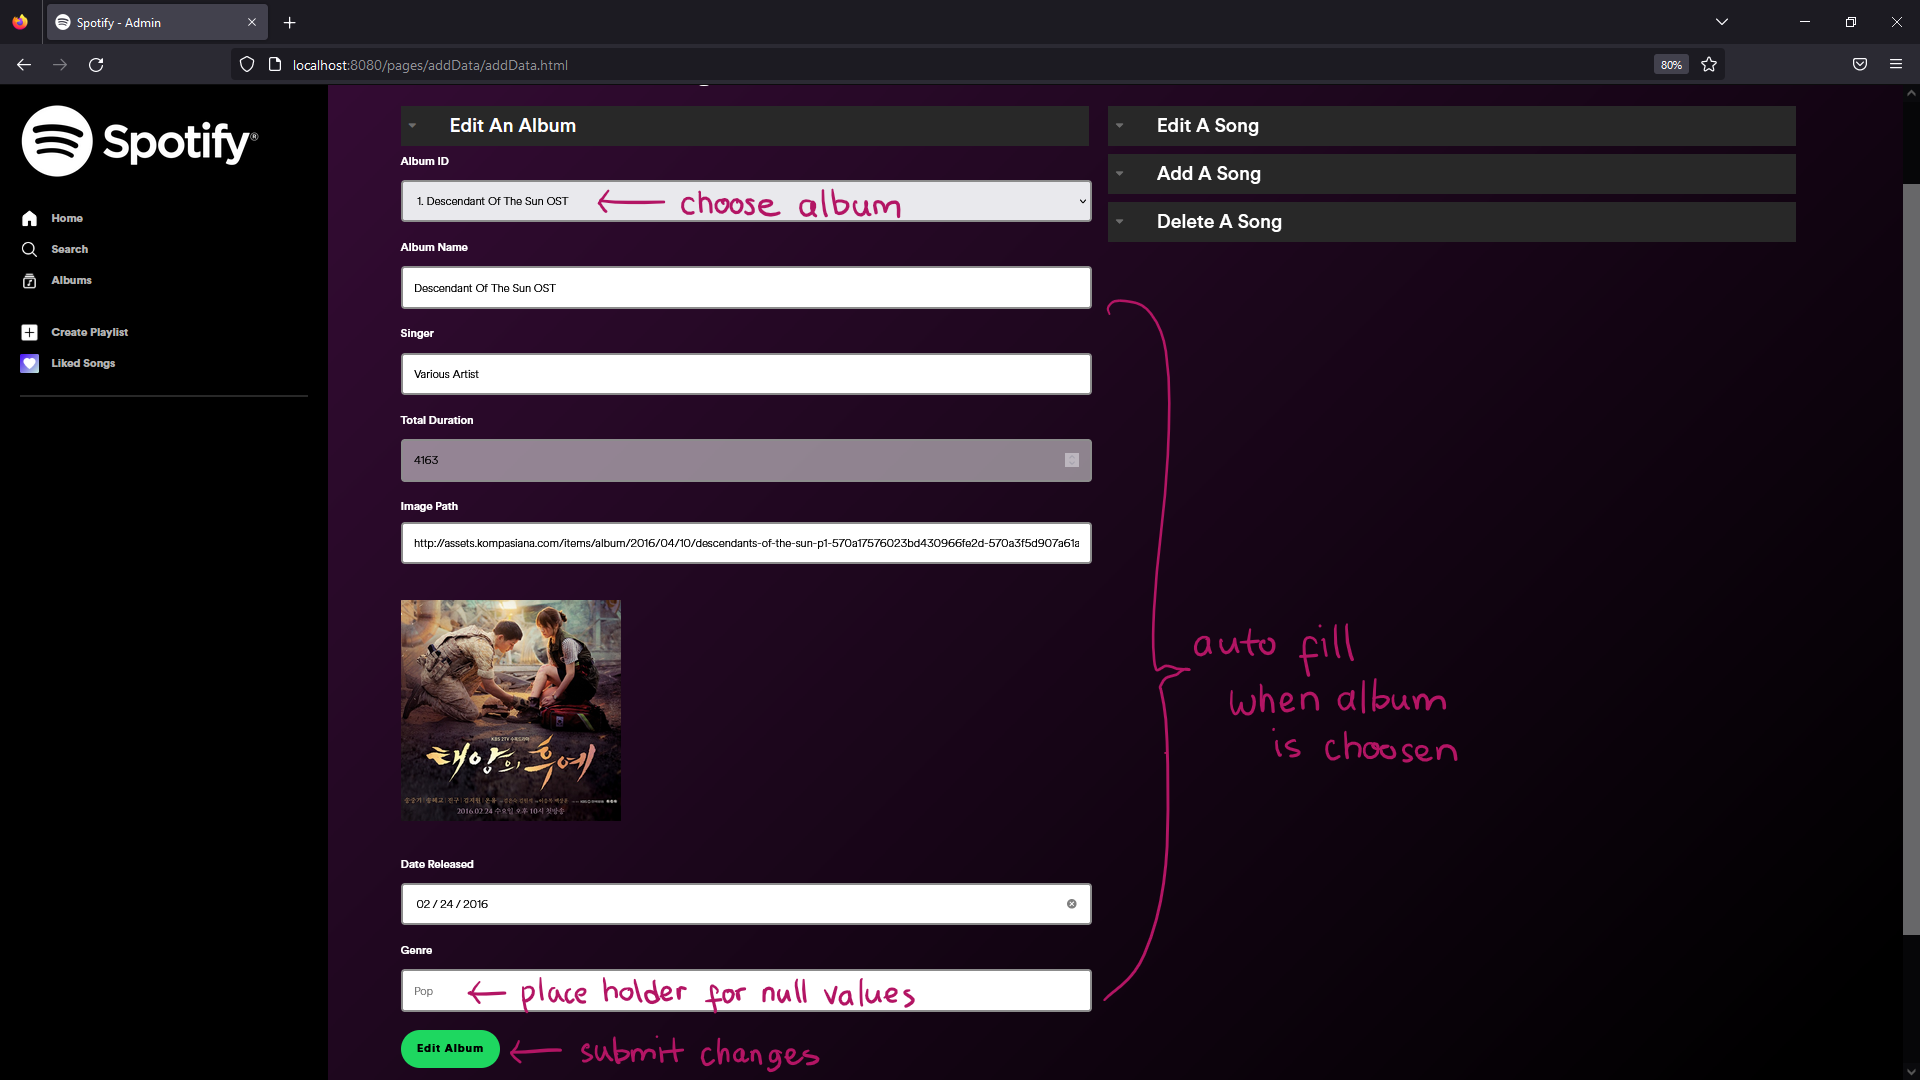 Spotify - Admin
localhost:8080/pages/addData/addData.html
80%
Spotify®
Home
Search
Albums
Create Playlist
Liked Songs
Edit An Album
Album ID
1. Descendant Of The Sun OST
choose album
Album Name
Descendant Of The Sun OST
Singer
Various Artist
Total Duration
4163
Image Path
http://assets.kompasiana.com/items/album/2016/04/10/descendants-of-the-sun-p1-570a17576023bd430966fe2d-570a3f5d907a61a
KBS 2TV 수목드라마
태양의 후예
2016.02.24 수요일 오후 10시 첫방송
Date Released
02 / 24 / 2016
Genre
Pop
place holder for null values
Edit Album
submit changes
Edit A Song
Add A Song
Delete A Song
auto fill
when album
is choosen